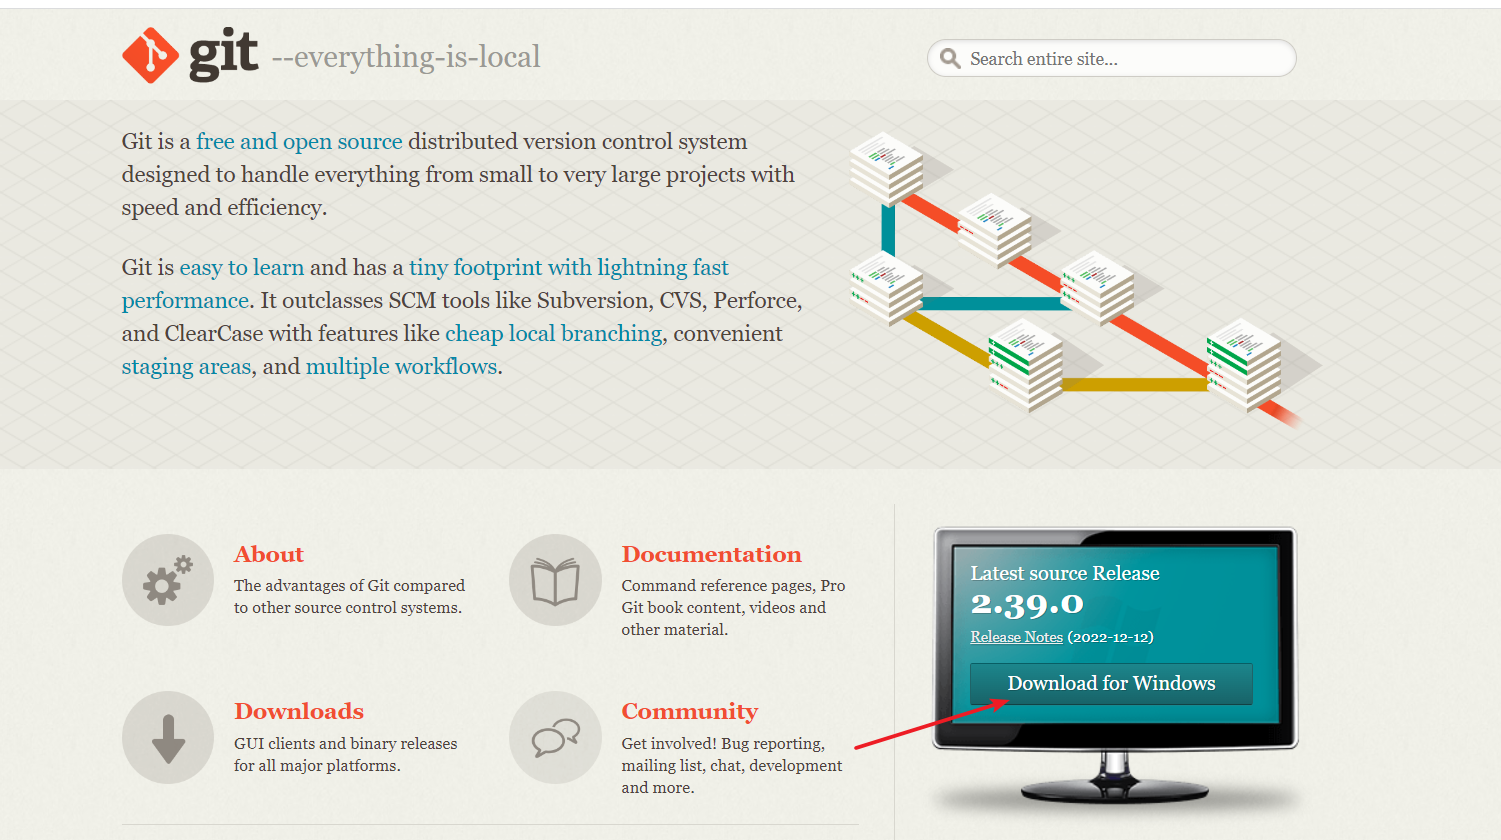 git --everything-is-local
Search entire site...
Git is a free and open source distributed version control system
designed to handle everything from small to very large projects with
speed and efficiency.
Git is easy to learn and has a tiny footprint with lightning fast
performance. It outclasses SCM tools like Subversion, CVS, Perforce,
and ClearCase with features like cheap local branching, convenient
staging areas, and multiple workflows.
About
The advantages of Git compared
to other source control systems.
Documentation
Command reference pages, Pro
Git book content, videos and
other material.
Downloads
GUI clients and binary releases
for all major platforms.
Community
Get involved! Bug reporting,
mailing list, chat, development
and more.
Latest source Release
2.39.0
Release Notes (2022-12-12)
Download for Windows